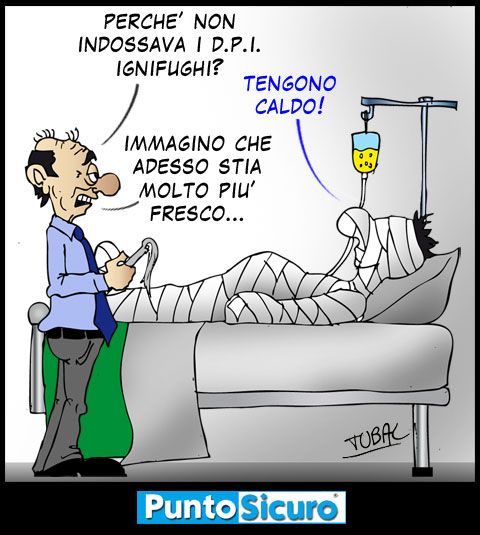 PERCHE' NON
INDOSSAVA I D.P.I.
IGNIFUGHI?
TENGONO
CALDO!
IMMAGINO CHE
ADESSO STIA
MOLTO PIU'
FRESCO...
TUBAL
PuntoSicuro®